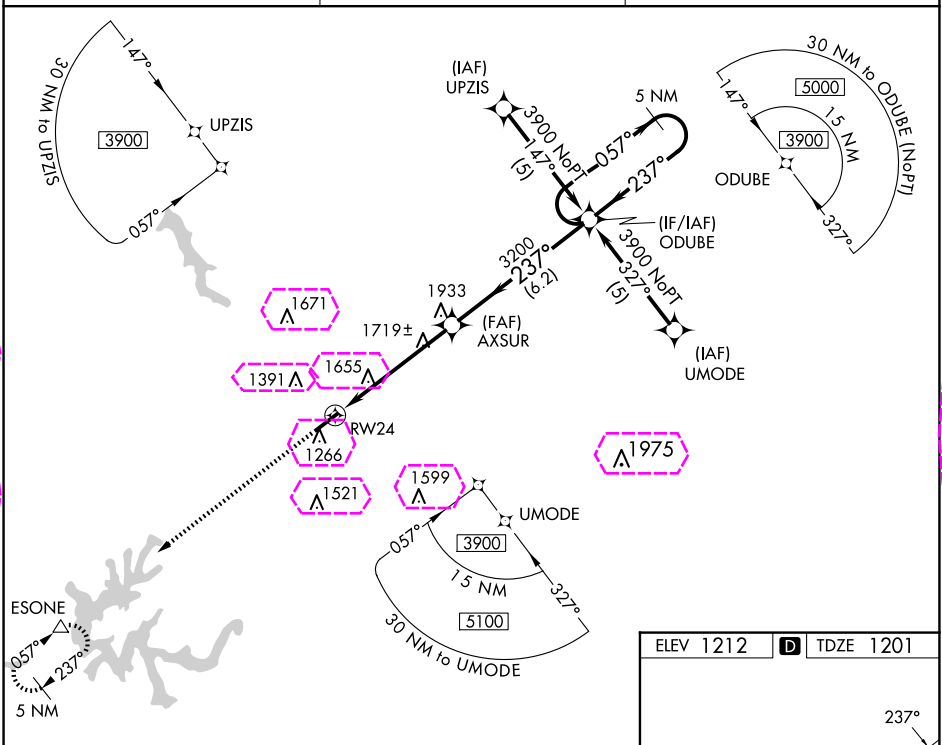 147°
30 NM to UPZIS
3900
UPZIS
057°
(IAF)
UPZIS
3900 NoPT
147°
(5)
5 NM
057°
237°
(IF/IAF)
ODUBE
3900 NoPT
327°
(5)
(IAF)
UMODE
30 NM to ODUBE (NoPT)
5000
147°
15 NM
3900
ODUBE
327°
3200
237°
(6.2)
1933
(FAF)
AXSUR
1719±
1671
1655
1391
RW24
1266
1521
1599
1975
UMODE
057°
3900
15 NM
327°
5100
30 NM to UMODE
ESONE
057°
237°
5 NM
ELEV 1212 D TDZE 1201
237°